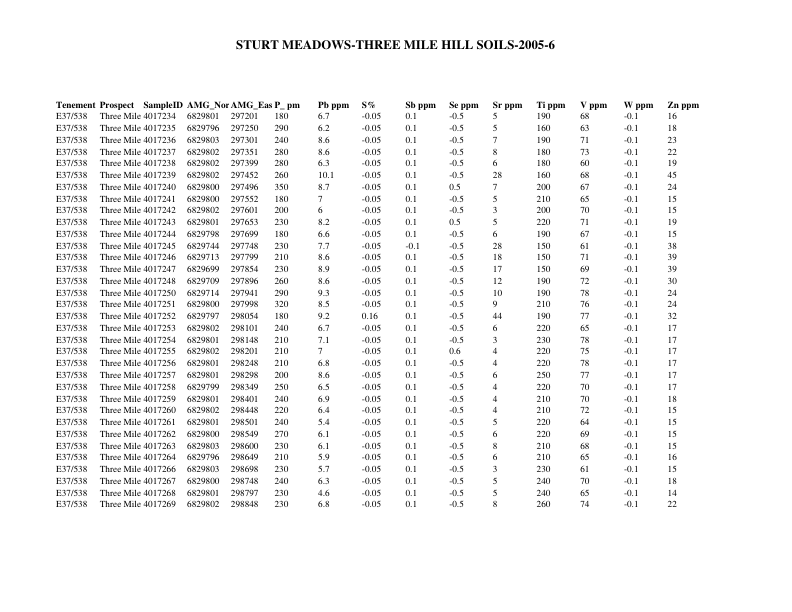 STURT MEADOWS-THREE MILE HILL SOILS-2005-6
Tenement Prospect SampleID AMG_Nor AMG_Eas P_ pm Pb ppm S% Sb ppm Se ppm Sr ppm Ti ppm V ppm W ppm Zn ppm
E37/538 Three Mile 4017234 6829801 297201 180 6.7 -0.05 0.1 -0.5 5 190 68 -0.1 16
E37/538 Three Mile 4017235 6829796 297250 290 6.2 -0.05 0.1 -0.5 5 160 63 -0.1 18
E37/538 Three Mile 4017236 6829803 297301 240 8.6 -0.05 0.1 -0.5 7 190 71 -0.1 23
E37/538 Three Mile 4017237 6829802 297351 280 8.6 -0.05 0.1 -0.5 8 180 73 -0.1 22
E37/538 Three Mile 4017238 6829802 297399 280 6.3 -0.05 0.1 -0.5 6 180 60 -0.1 19
E37/538 Three Mile 4017239 6829802 297452 260 10.1 -0.05 0.1 -0.5 28 160 68 -0.1 45
E37/538 Three Mile 4017240 6829800 297496 350 8.7 -0.05 0.1 0.5 7 200 67 -0.1 24
E37/538 Three Mile 4017241 6829800 297552 180 7 -0.05 0.1 -0.5 5 210 65 -0.1 15
E37/538 Three Mile 4017242 6829802 297601 200 6 -0.05 0.1 -0.5 3 200 70 -0.1 15
E37/538 Three Mile 4017243 6829801 297653 230 8.2 -0.05 0.1 0.5 5 220 71 -0.1 19
E37/538 Three Mile 4017244 6829798 297699 180 6.6 -0.05 0.1 -0.5 6 190 67 -0.1 15
E37/538 Three Mile 4017245 6829744 297748 230 7.7 -0.05 -0.1 -0.5 28 150 61 -0.1 38
E37/538 Three Mile 4017246 6829713 297799 210 8.6 -0.05 0.1 -0.5 18 150 71 -0.1 39
E37/538 Three Mile 4017247 6829699 297854 230 8.9 -0.05 0.1 -0.5 17 150 69 -0.1 39
E37/538 Three Mile 4017248 6829709 297896 260 8.6 -0.05 0.1 -0.5 12 190 72 -0.1 30
E37/538 Three Mile 4017250 6829714 297941 290 9.3 -0.05 0.1 -0.5 10 190 78 -0.1 24
E37/538 Three Mile 4017251 6829800 297998 320 8.5 -0.05 0.1 -0.5 9 210 76 -0.1 24
E37/538 Three Mile 4017252 6829797 298054 180 9.2 0.16 0.1 -0.5 44 190 77 -0.1 32
E37/538 Three Mile 4017253 6829802 298101 240 6.7 -0.05 0.1 -0.5 6 220 65 -0.1 17
E37/538 Three Mile 4017254 6829801 298148 210 7.1 -0.05 0.1 -0.5 3 230 78 -0.1 17
E37/538 Three Mile 4017255 6829802 298201 210 7 -0.05 0.1 0.6 4 220 75 -0.1 17
E37/538 Three Mile 4017256 6829801 298248 210 6.8 -0.05 0.1 -0.5 4 220 78 -0.1 17
E37/538 Three Mile 4017257 6829801 298298 200 8.6 -0.05 0.1 -0.5 6 250 77 -0.1 17
E37/538 Three Mile 4017258 6829799 298349 250 6.5 -0.05 0.1 -0.5 4 220 70 -0.1 17
E37/538 Three Mile 4017259 6829801 298401 240 6.9 -0.05 0.1 -0.5 4 210 70 -0.1 18
E37/538 Three Mile 4017260 6829802 298448 220 6.4 -0.05 0.1 -0.5 4 210 72 -0.1 15
E37/538 Three Mile 4017261 6829801 298501 240 5.4 -0.05 0.1 -0.5 5 220 64 -0.1 15
E37/538 Three Mile 4017262 6829800 298549 270 6.1 -0.05 0.1 -0.5 6 220 69 -0.1 15
E37/538 Three Mile 4017263 6829803 298600 230 6.1 -0.05 0.1 -0.5 8 210 68 -0.1 15
E37/538 Three Mile 4017264 6829796 298649 210 5.9 -0.05 0.1 -0.5 6 210 65 -0.1 16
E37/538 Three Mile 4017266 6829803 298698 230 5.7 -0.05 0.1 -0.5 3 230 61 -0.1 15
E37/538 Three Mile 4017267 6829800 298748 240 6.3 -0.05 0.1 -0.5 5 240 70 -0.1 18
E37/538 Three Mile 4017268 6829801 298797 230 4.6 -0.05 0.1 -0.5 5 240 65 -0.1 14
E37/538 Three Mile 4017269 6829802 298848 230 6.8 -0.05 0.1 -0.5 8 260 74 -0.1 22